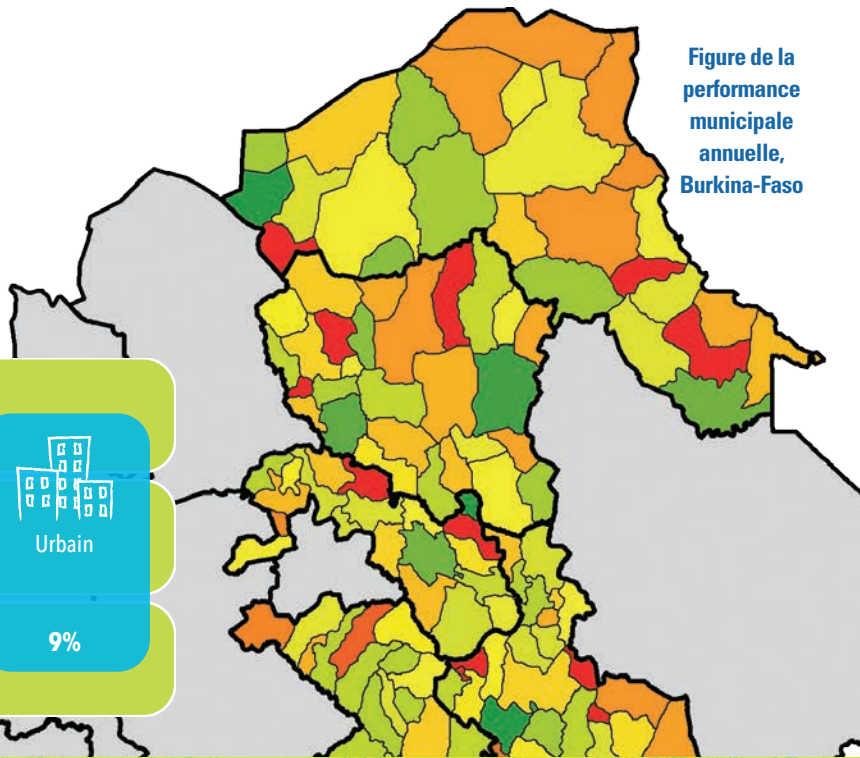 Figure de la
performance
municipale
annuelle,
Burkina-Faso
Urbain
9%